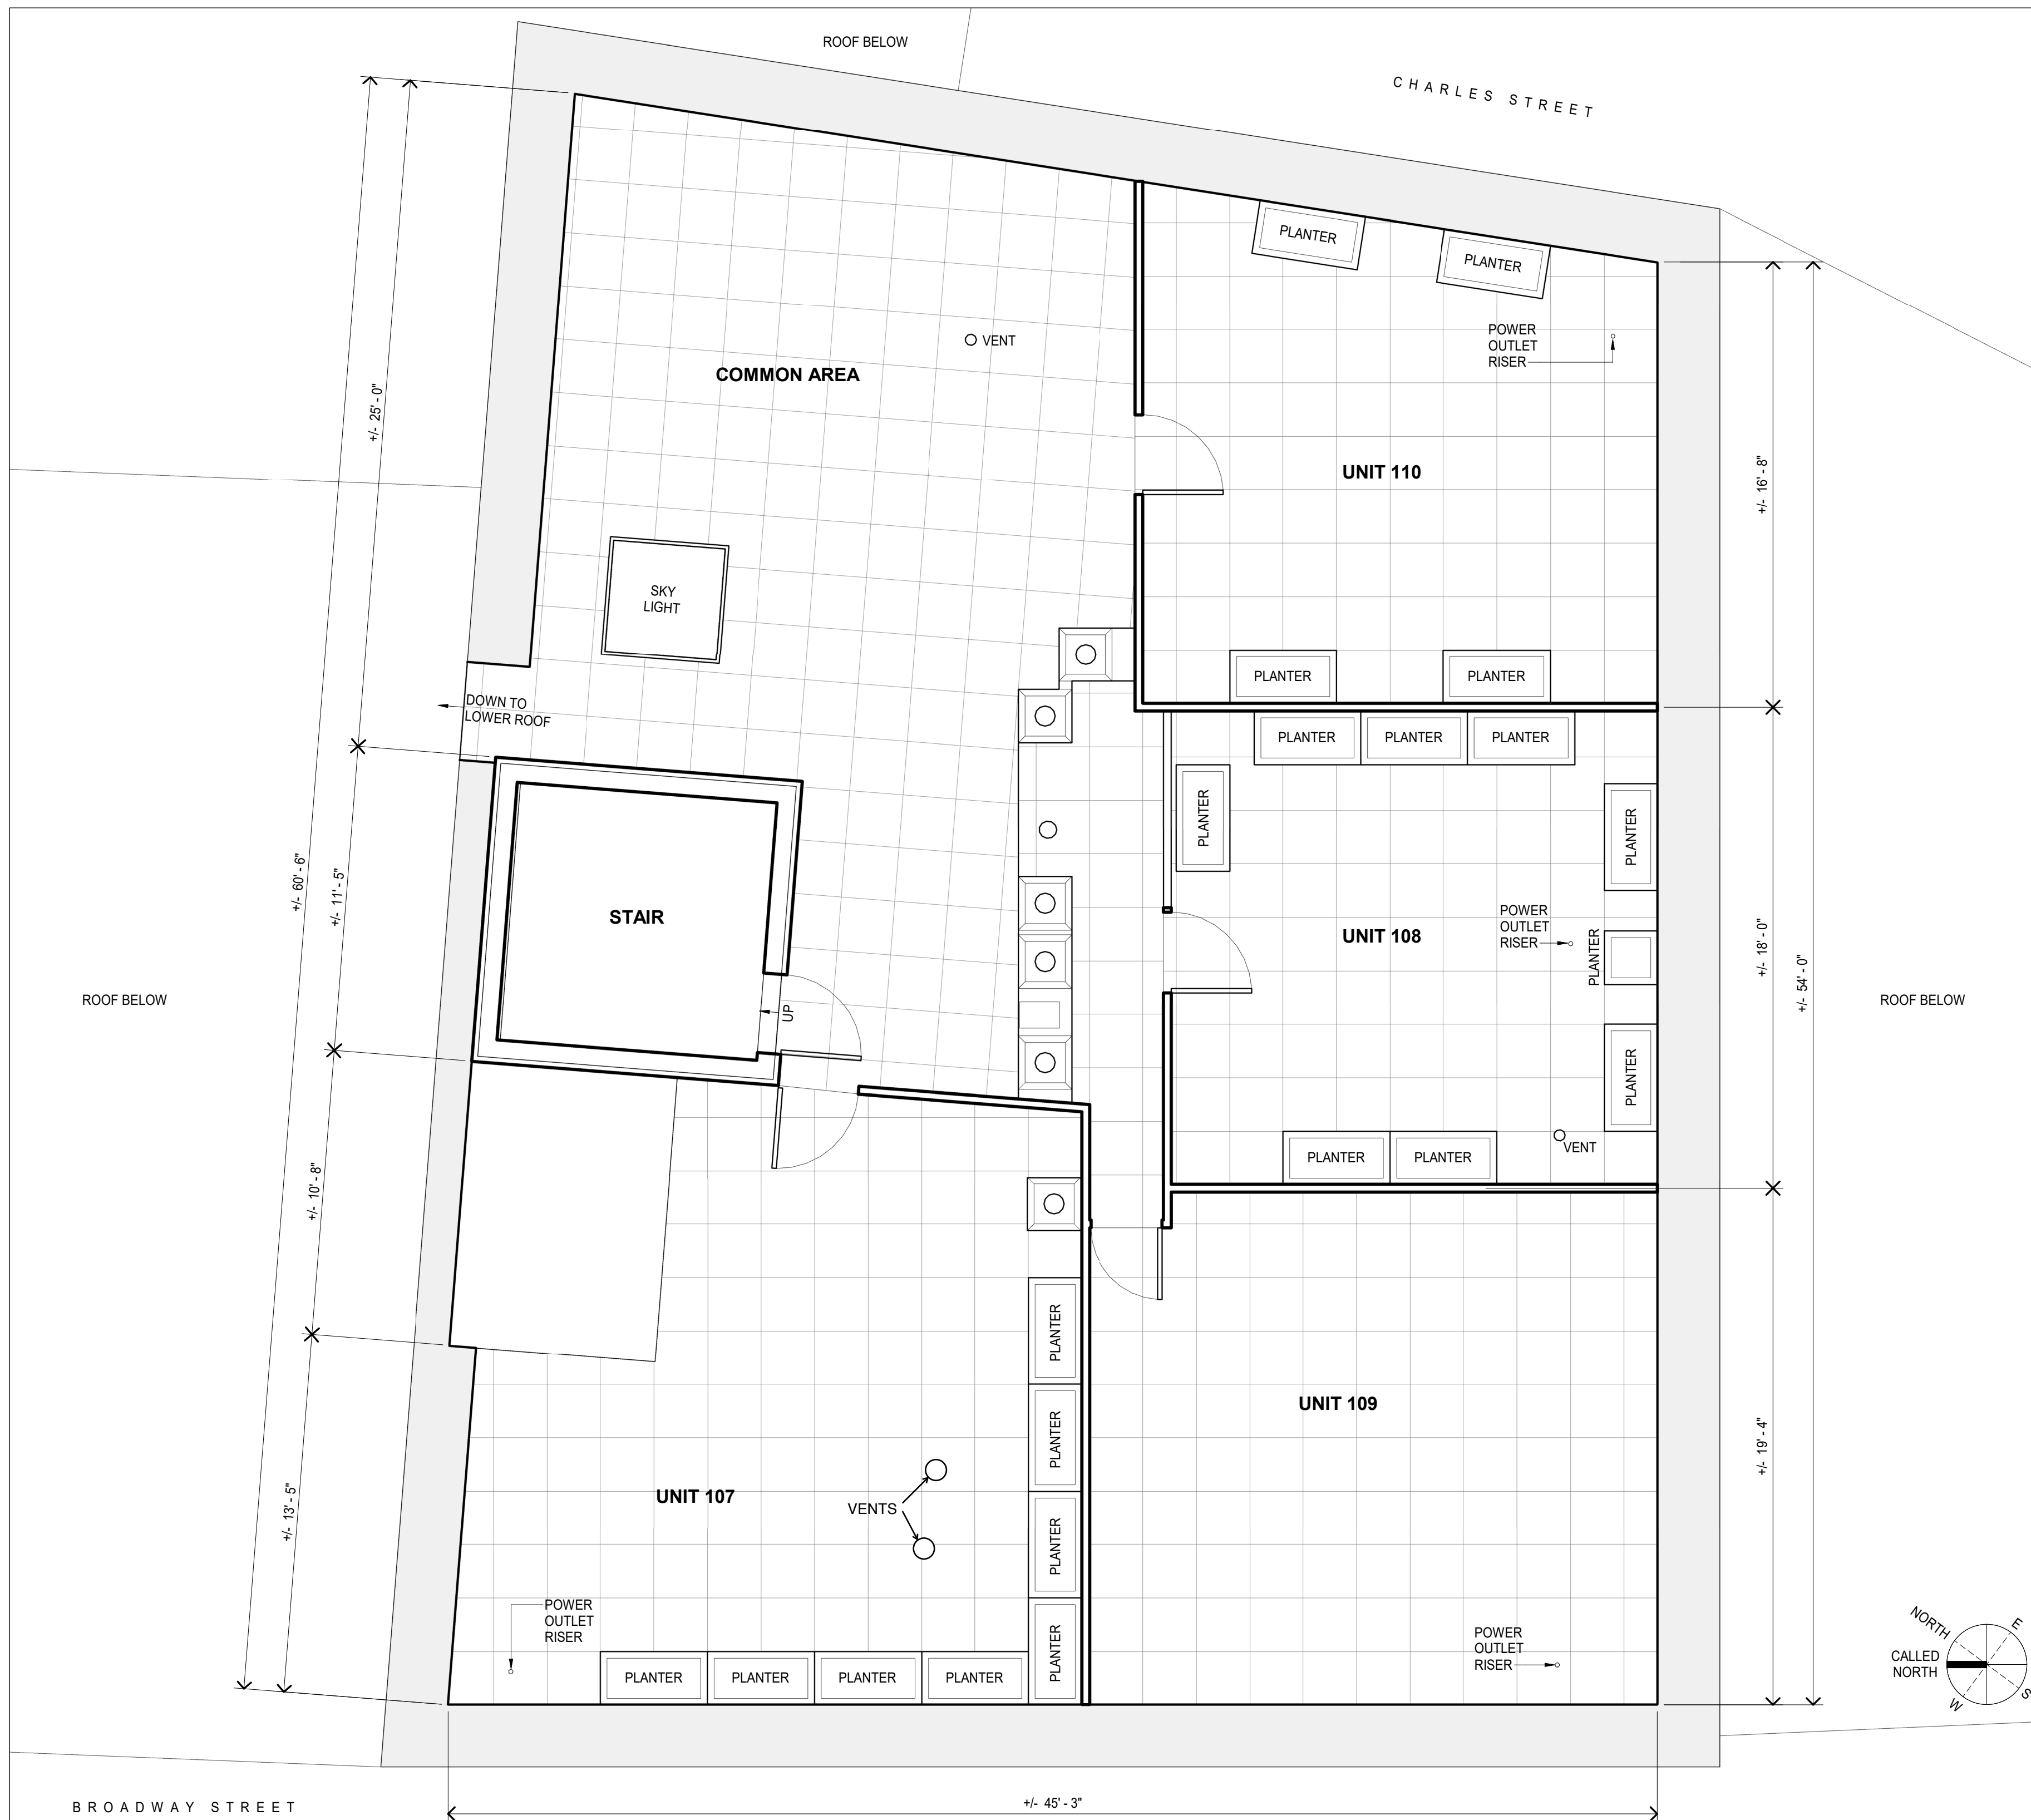 ROOF BELOW
CHARLES STREET
+/- 25' - 0"
VENT
COMMON AREA
PLANTER
PLANTER
POWER
OUTLET
RISER
UNIT 110
+/- 16' - 8"
SKY
LIGHT
DOWN TO
LOWER ROOF
PLANTER
PLANTER
PLANTER
PLANTER
PLANTER
PLANTER
PLANTER
+/- 60' - 6"
+/- 11' - 5"
STAIR
UP
UNIT 108
POWER
OUTLET
RISER
PLANTER
+/- 18' - 0"
+/- 54' - 0"
ROOF BELOW
ROOF BELOW
PLANTER
PLANTER
PLANTER
VENT
+/- 10' - 8"
PLANTER
PLANTER
PLANTER
PLANTER
UNIT 109
+/- 19' - 4"
UNIT 107
VENTS
+/- 13' - 5"
POWER
OUTLET
RISER
PLANTER
PLANTER
PLANTER
PLANTER
POWER
OUTLET
RISER
NORTH
E
CALLED
NORTH
W
S
+/- 45' - 3"
BROADWAY STREET